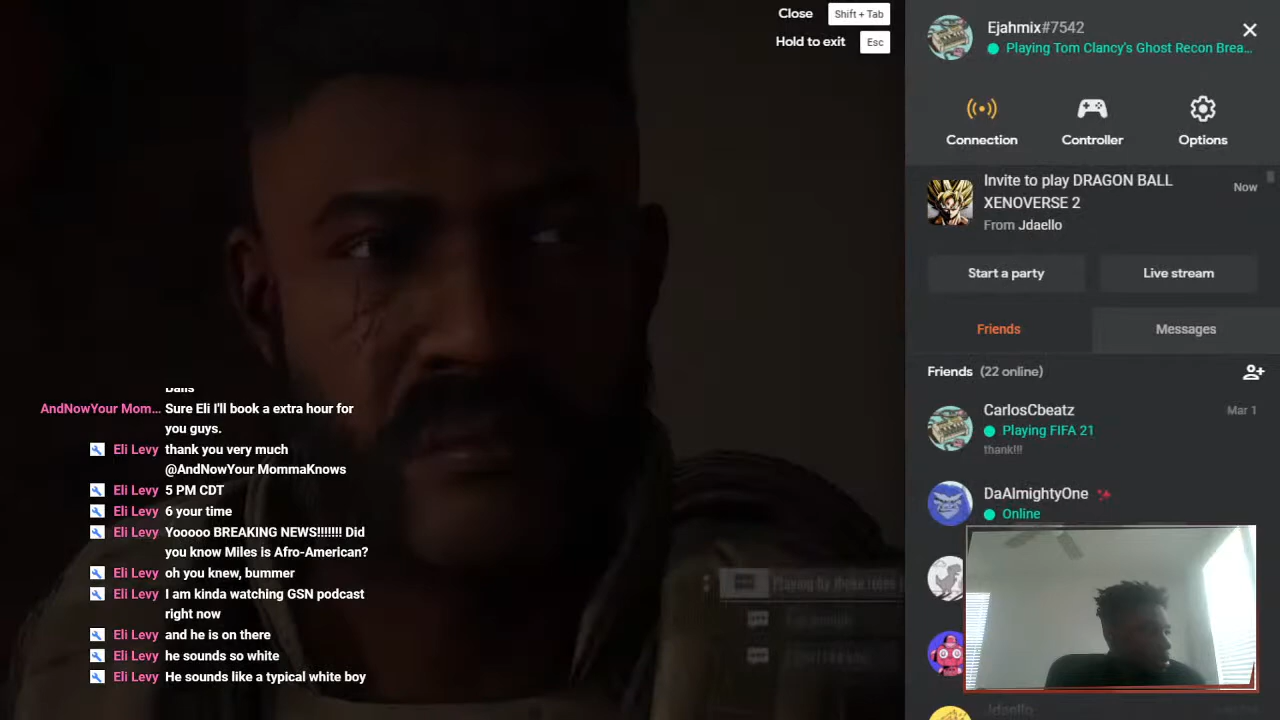 Close Shift + Tab
Hold to exit Esc
Ejahmix#7542
Playing Tom Clancy's Ghost Recon Brea...
Connection
Controller
Options
Invite to play DRAGON BALL
XENOVERSE 2
Now
From Jdaello
Start a party
Live stream
Friends
Messages
Friends (22 online)
CarlosCbeatz
Mar 1
Playing FIFA 21
thank!!!
DaAlmightyOne
Online
Jdaello
Balls
AndNowYour Mom... Sure Eli I'll book a extra hour for
you guys.
Eli Levy thank you very much
@AndNowYour MommaKnows
Eli Levy 5 PM CDT
Eli Levy 6 your time
Eli Levy Yooooo BREAKING NEWS!!!!!!! Did
you know Miles is Afro-American?
Eli Levy oh you knew, bummer
Eli Levy I am kinda watching GSN podcast
right now
Eli Levy and he is on there
Eli Levy he sounds so white
Eli Levy He sounds like a typical white boy